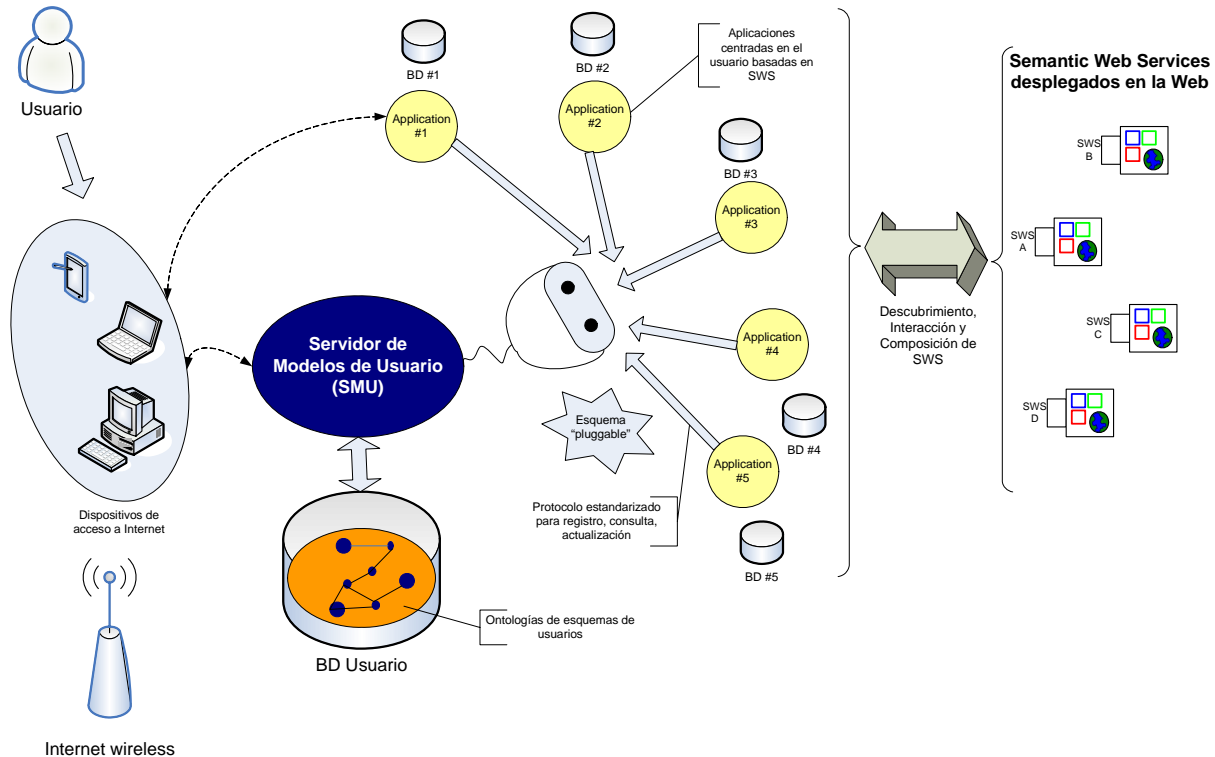 Usuario
Dispositivos de
acceso a Internet
Internet wireless
BD #1
Application
#1
BD #2
Application
#2
Aplicaciones
centradas en el
usuario basadas en
SWS
BD #3
Application
#3
Application
#4
BD #4
Application
#5
BD #5
Servidor de
Modelos de Usuario
(SMU)
Esquema
“pluggable”
Protocolo estandarizado
para registro, consulta,
actualización
Ontologías de esquemas de
usuarios
BD Usuario
Descubrimiento,
Interacción y
Composición de
SWS
Semantic Web Services
desplegados en la Web
SWS
B
SWS
A
SWS
C
SWS
D